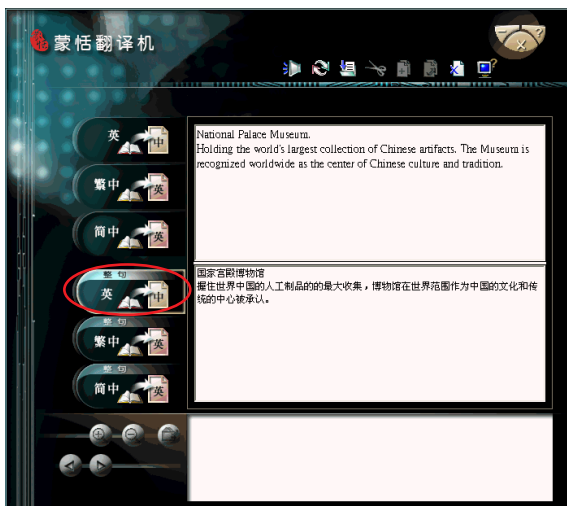 蒙恬翻译机
英 中
繁中 英
简中 英
整句
英 中
整句
繁中 英
整句
简中 英
National Palace Museum.
Holding the world's largest collection of Chinese artifacts. The Museum is
recognized worldwide as the center of Chinese culture and tradition.
国家宫殿博物馆
握住世界中国的人工制品的的最大收集，博物馆在世界范围作为中国的文化和传
统的中心被承认。